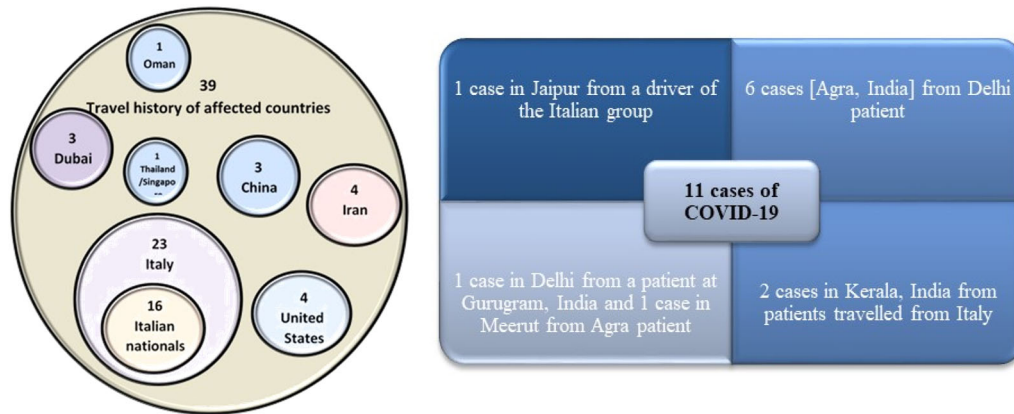 1
Oman
39
Travel history of affected countries
3
Dubai
1
Thailand
/Singapo
3
China
4
Iran
23
Italy
16
Italian
nationals
4
United
States
1 case in Jaipur from a driver of
the Italian group
6 cases [Agra, India] from Delhi
patient
11 cases of
COVID-19
1 case in Delhi from a patient at
Gurugram, India and 1 case in
Meerut from Agra patient
2 cases in Kerala, India from
patients travelled from Italy